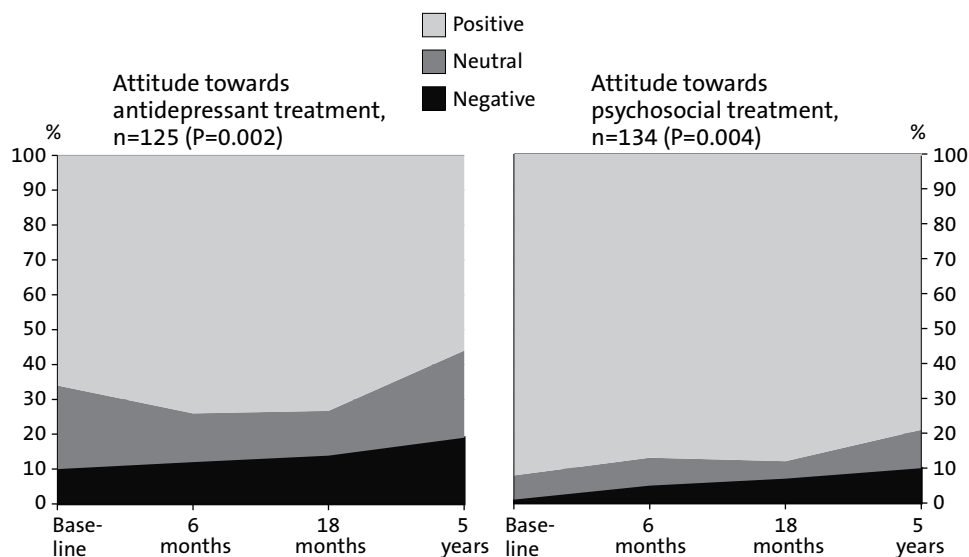 Positive
Neutral
Negative
Attitude towards
antidepressant treatment,
n=125 (P=0.002)
%
100
90
80
70
60
50
40
30
20
10
0
Base-
line
6
months
18
months
5
years
Attitude towards
psychosocial treatment,
n=134 (P=0.004)
%
100
90
80
70
60
50
40
30
20
10
0
Base-
line
6
months
18
months
5
years